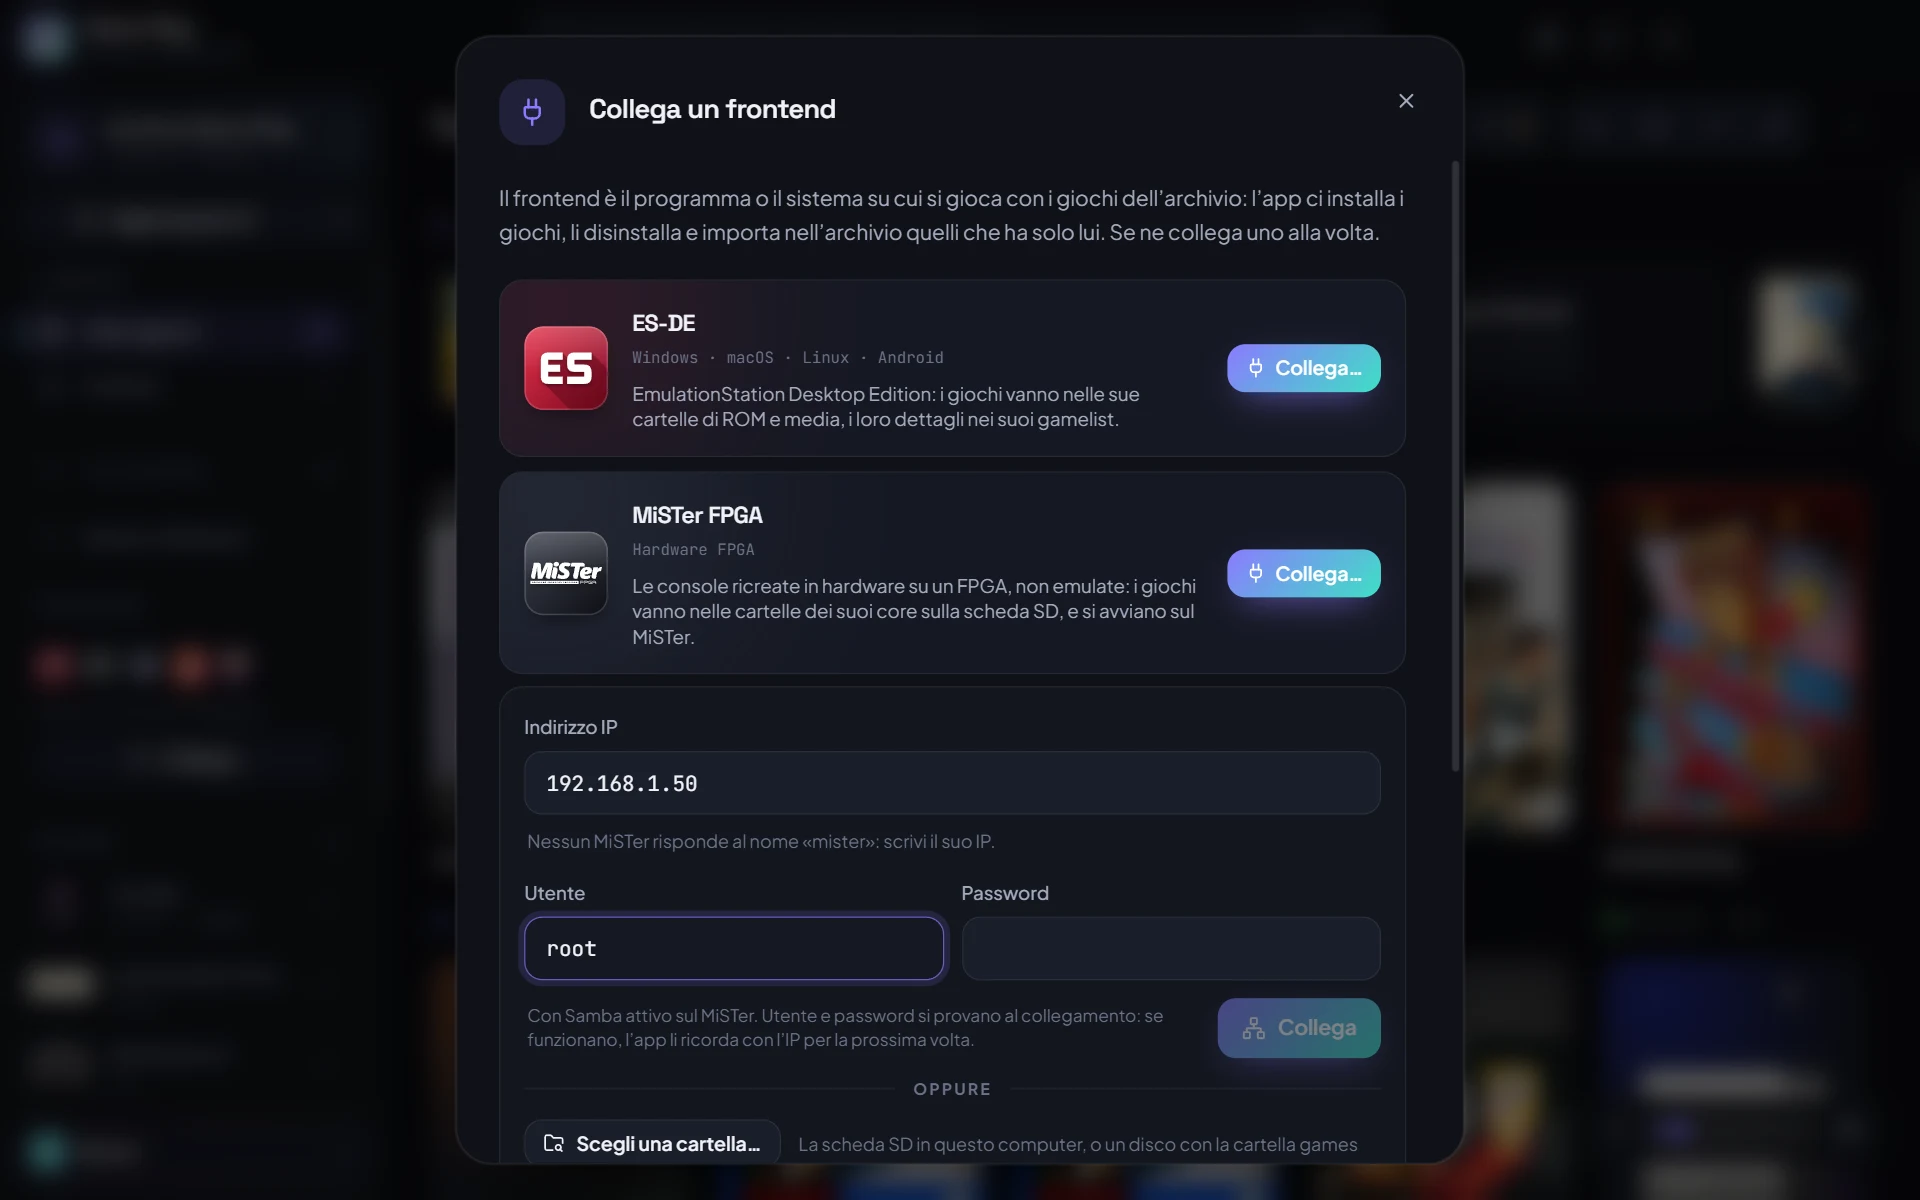 Collega un frontend
Il frontend è il programma o il sistema su cui si gioca con i giochi dell’archivio: l’app ci installa i
giochi, li disinstalla e importa nell’archivio quelli che ha solo lui. Se ne collega uno alla volta.
ES
ES-DE
Windows · macOS · Linux · Android
EmulationStation Desktop Edition: i giochi vanno nelle sue
cartelle di ROM e media, i loro dettagli nei suoi gamelist.
Collega...
MiSTer
MiSTer FPGA
Hardware FPGA
Le console ricreate in hardware su un FPGA, non emulate: i giochi
vanno nelle cartelle dei suoi core sulla scheda SD, e si avviano sul
MiSTer.
Collega...
Indirizzo IP
192.168.1.50
Nessun MiSTer risponde al nome «mister»: scrivi il suo IP.
Utente
Password
root
Con Samba attivo sul MiSTer. Utente e password si provano al collegamento: se
funzionano, l’app li ricorda con l’IP per la prossima volta.
Collega
OPPURE
Scegli una cartella...
La scheda SD in questo computer, o un disco con la cartella games